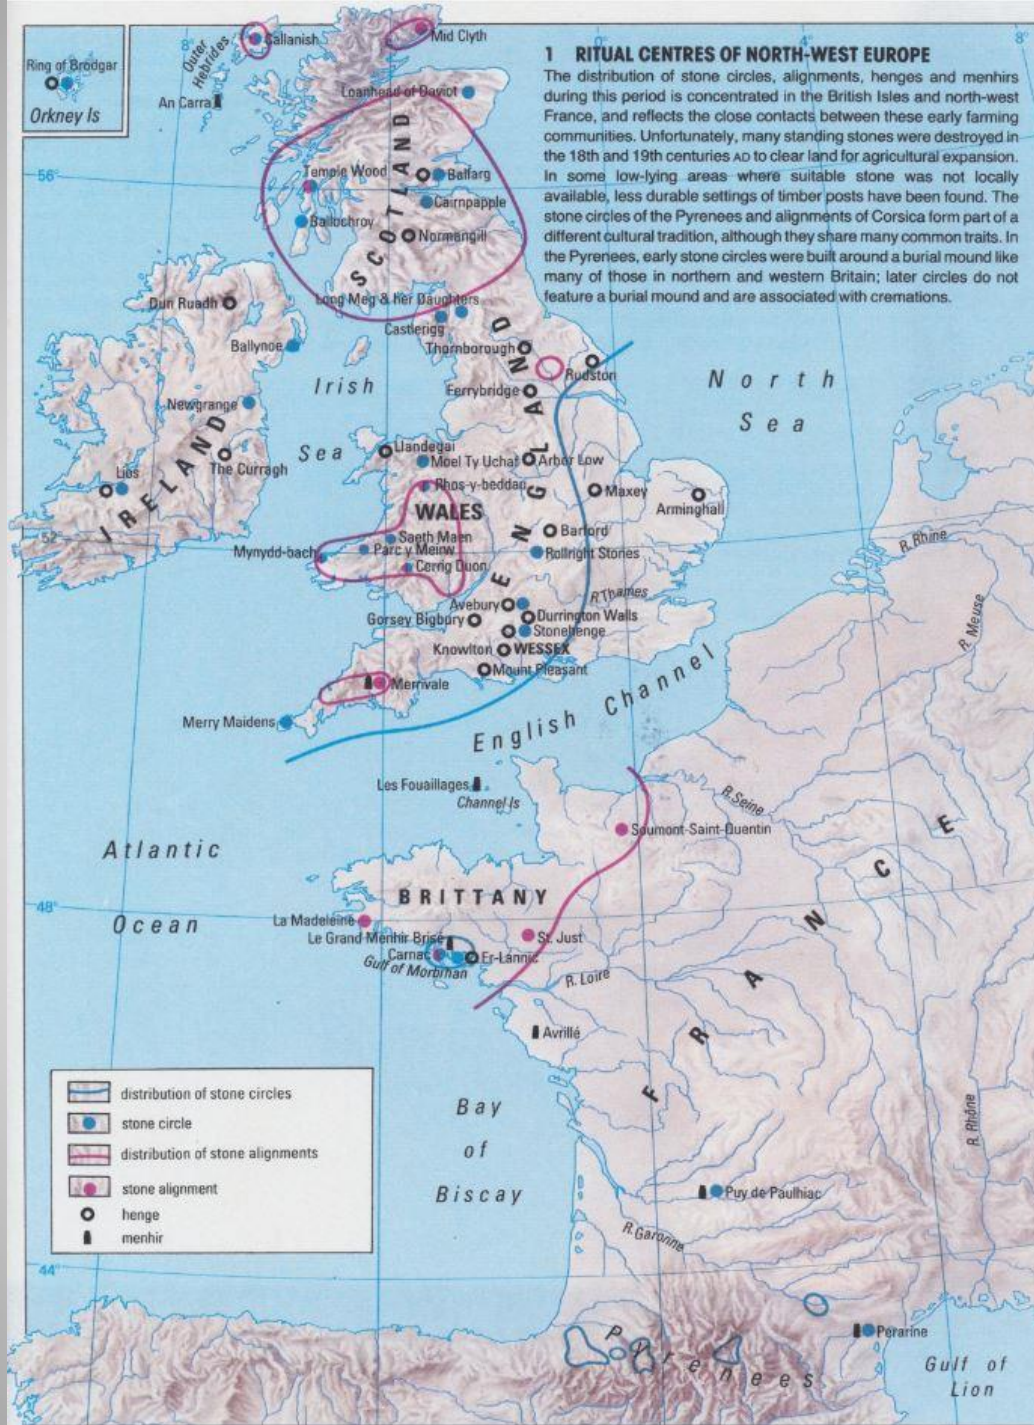 1 RITUAL CENTRES OF NORTH-WEST EUROPE
The distribution of stone circles, alignments, henges and menhirs
during this period is concentrated in the British Isles and north-west
France, and reflects the close contacts between these early farming
communities. Unfortunately, many standing stones were destroyed in
the 18th and 19th centuries AD to clear land for agricultural expansion.
In some low-lying areas where suitable stone was not locally
available, less durable settings of timber posts have been found. The
stone circles of the Pyrenees and alignments of Corsica form part of a
different cultural tradition, although they share many common traits. In
the Pyrenees, early stone circles were built around a burial mound like
many of those in northern and western Britain; later circles do not
feature a burial mound and are associated with cremations.
8°
0°
4°
8°
Ring of Brodgar
Orkney Is
Outer
Hebrides
Callanish
Mid Clyth
An Carra
Loanhead of Daviot
56°
SCOTLAND
Temple Wood
Balfarg
Cairnpapple
Ballochroy
Normangill
Long Meg & her Daughters
Castlerigg
Dun Ruadh
Ballynoe
Thornborough
Rudston
Ferrybridge
Irish
Sea
North
Sea
Newgrange
The Curragh
Lios
IRELAND
ENGLAND
Llandegai
Moel Ty Uchaf
Arbor Low
Rhos-y-beddau
Maxey
Arminghall
WALES
52°
Saeth Maen
Mynydd-bach
Parc y Meirw
Cerrig Duon
Barford
Rollright Stones
R. Rhine
R. Meuse
R Thames
Avebury
Durrington Walls
Gorsey Bigbury
Stonehenge
Knowlton
WESSEX
Mount Pleasant
Merrivale
Merry Maidens
English Channel
Les Fouaillages
Channel Is
R. Seine
Soumont-Saint-Quentin
Atlantic
Ocean
48°
BRITTANY
La Madeleine
Le Grand Menhir Brisé
St. Just
Carnac
Er-Lannic
Gulf of Morbihan
R. Loire
FRANCE
Avrillé
Bay
of
Biscay
R. Rhône
Puy de Paulhiac
R. Garonne
distribution of stone circles
stone circle
distribution of stone alignments
stone alignment
henge
menhir
44°
Pyrenees
Perarine
Gulf of
Lion